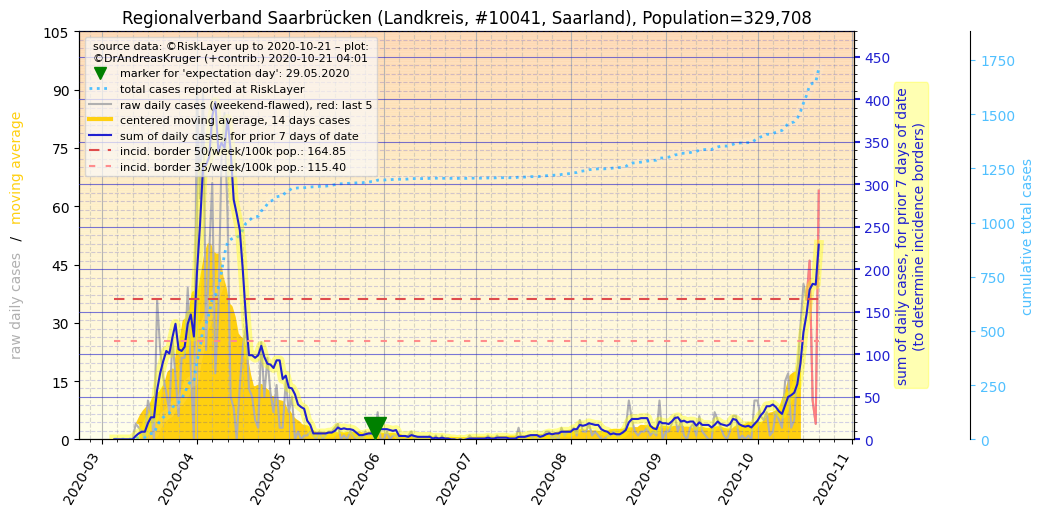 Regionalverband Saarbrücken (Landkreis, #10041, Saarland), Population=329,708
source data: ©RiskLayer up to 2020-10-21 – plot:
©DrAndreasKruger (+contrib.) 2020-10-21 04:01
marker for 'expectation day': 29.05.2020
total cases reported at RiskLayer
raw daily cases (weekend-flawed), red: last 5
centered moving average, 14 days cases
sum of daily cases, for prior 7 days of date
incid. border 50/week/100k pop.: 164.85
incid. border 35/week/100k pop.: 115.40
raw daily cases / moving average
105
90
75
60
45
30
15
0
2020-03
2020-04
2020-05
2020-06
2020-07
2020-08
2020-09
2020-10
2020-11
450
400
350
300
250
200
150
100
50
0
sum of daily cases, for prior 7 days of date
(to determine incidence borders)
1750
1500
1250
1000
750
500
250
0
cumulative total cases